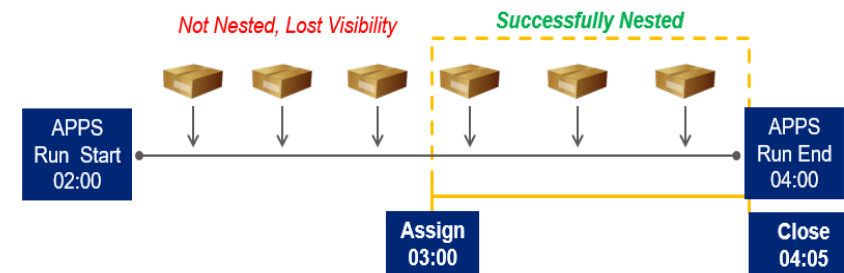 Not Nested, Lost Visibility
Successfully Nested
APPS
Run Start
02:00
APPS
Run End
04:00
Assign
03:00
Close
04:05